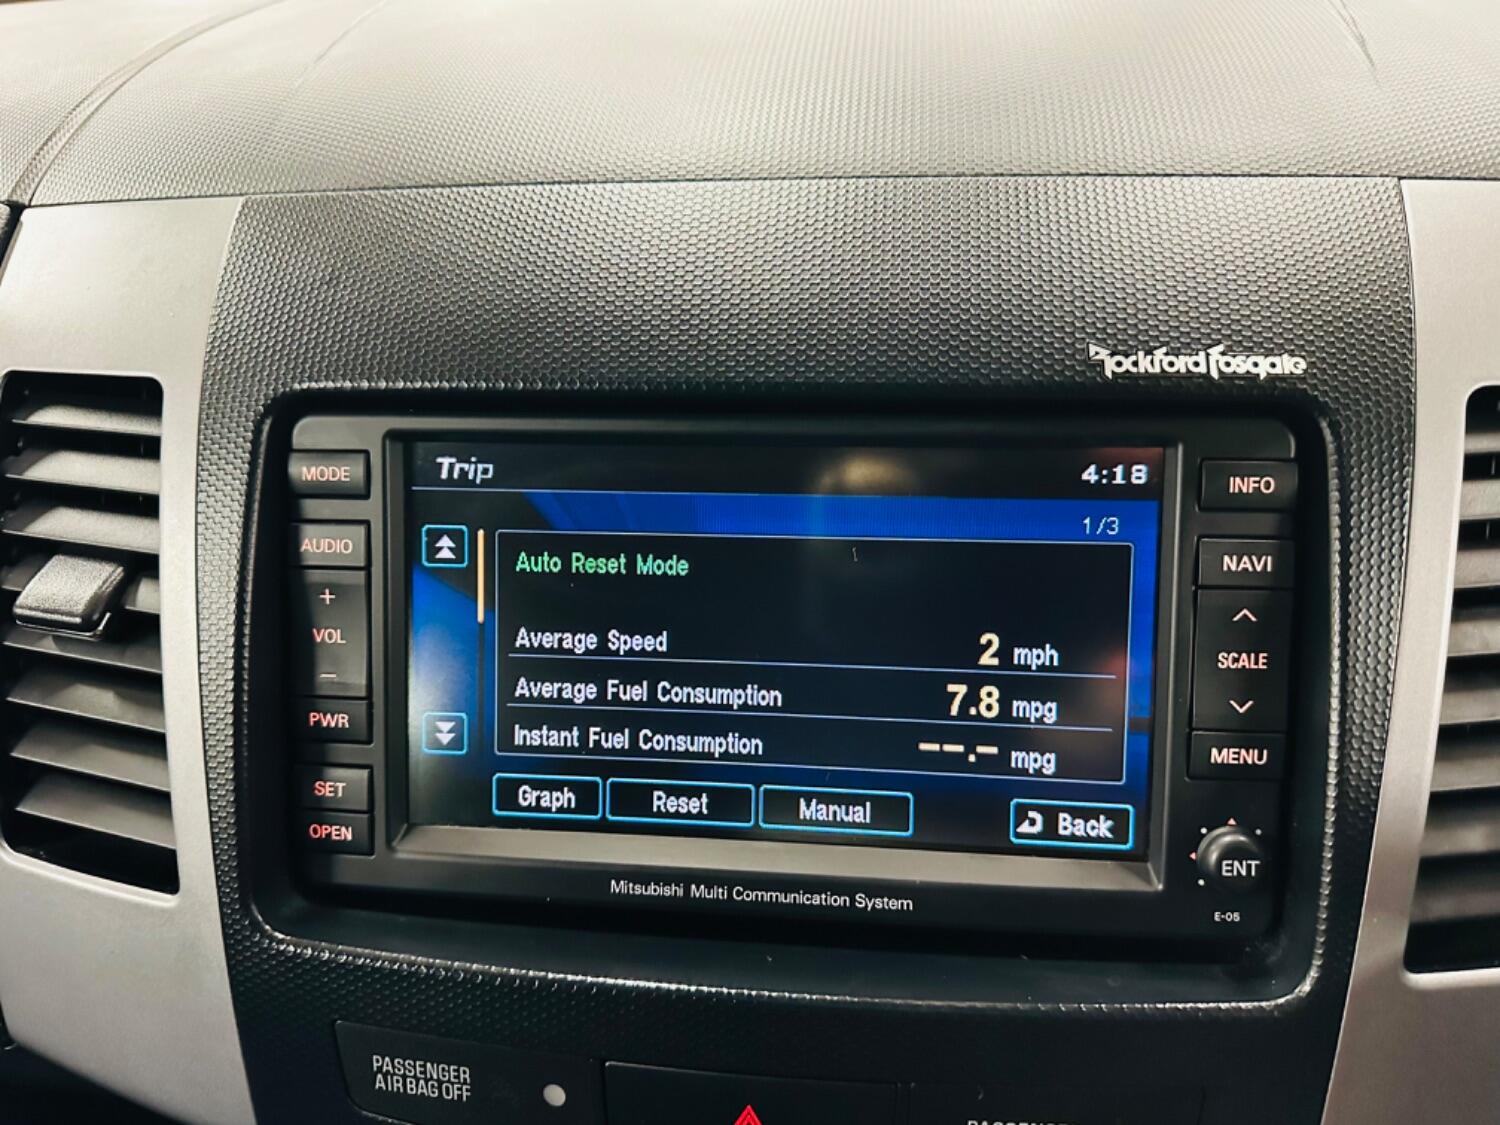 Rockford Fosgate
MODE
AUDIO
+
VOL
−
PWR
SET
OPEN
Trip
4:18
1/3
Auto Reset Mode
Average Speed 2 mph
Average Fuel Consumption 7.8 mpg
Instant Fuel Consumption --.- mpg
Graph Reset Manual Back
INFO
NAVI
SCALE
MENU
ENT
E-05
Mitsubishi Multi Communication System
PASSENGER
AIR BAG OFF